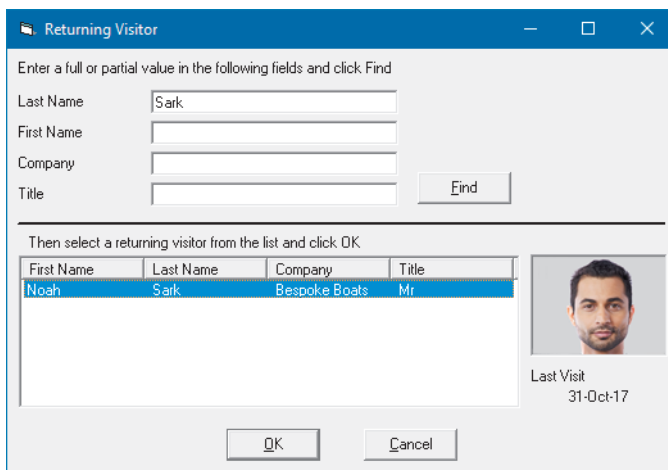 Returning Visitor
Enter a full or partial value in the following fields and click Find
Last Name Sark
First Name
Company
Title Find
Then select a returning visitor from the list and click OK
First Name Last Name Company Title
Noah Sark Bespoke Boats Mr
Last Visit
31-Oct-17
OK Cancel